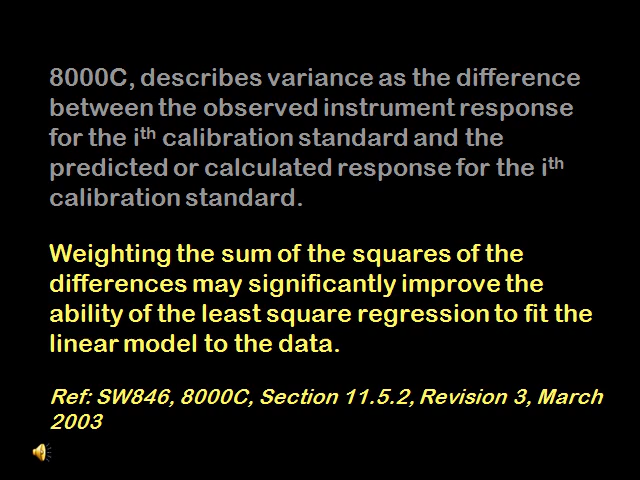 8000C, describes variance as the difference
between the observed instrument response
for the ith calibration standard and the
predicted or calculated response for the ith
calibration standard.
Weighting the sum of the squares of the
differences may significantly improve the
ability of the least square regression to fit the
linear model to the data.
Ref: SW846, 8000C, Section 11.5.2, Revision 3, March
2003